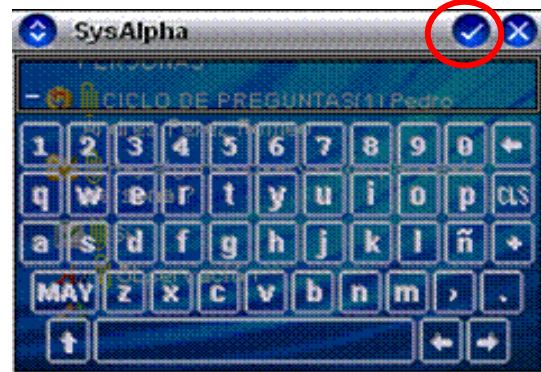 SysAlpha
PERSONAS
CICLO DE PREGUNTAS(1) Pedro
1 2 3 4 5 6 7 8 9 0
q w e r t y u i o p CLS
a s d f g h j k l ñ
MAY z x c v b n m , .